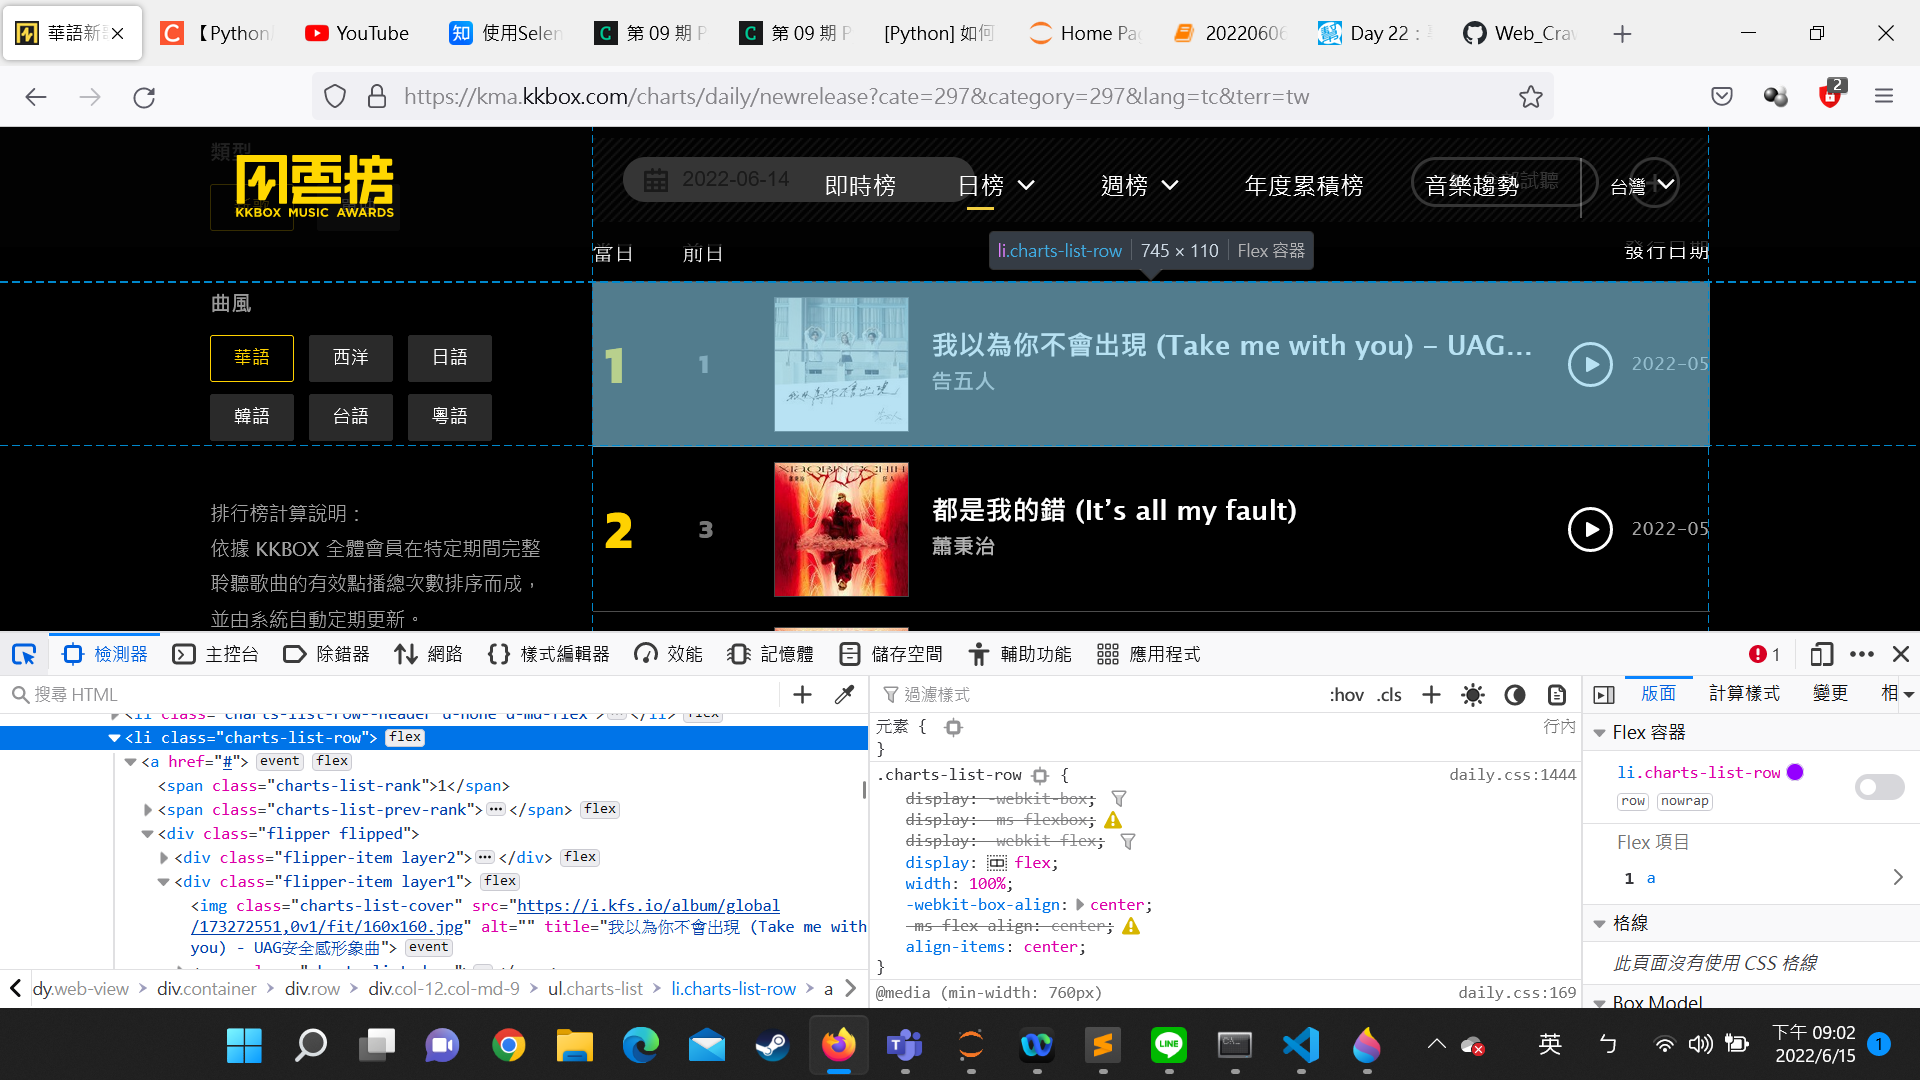 華語新
【Python
YouTube
使用Selen
第 09 期 P
第 09 期 P
[Python] 如何
Home Pa
20220606
Day 22 :
Web_Cra
https://kma.kkbox.com/charts/daily/newrelease?cate=297&category=297&lang=tc&terr=tw
2
類型
風雲榜
KKBOX MUSIC AWARDS
2022-06-14
即時榜
日榜
週榜
年度累積榜
音樂趨勢
試聽
台灣
當日
前日
發行日期
li.charts-list-row
745 × 110
Flex 容器
曲風
華語
西洋
日語
韓語
台語
粵語
1
1
我以為你不會出現 (Take me with you) – UAG...
告五人
2022-05
2
3
都是我的錯 (It's all my fault)
蕭秉治
2022-05
排行榜計算說明：
依據 KKBOX 全體會員在特定期間完整
聆聽歌曲的有效點播總次數排序而成，
並由系統自動定期更新。
檢測器
主控台
除錯器
網路
樣式編輯器
效能
記憶體
儲存空間
輔助功能
應用程式
1
搜尋 HTML
過濾樣式
:hov
.cls
版面
計算樣式
變更
相
<li class="charts-list-row--header d-none d-md-flex">…</li> flex
<li class="charts-list-row"> flex
<a href="#"> event flex
<span class="charts-list-rank">1</span>
<span class="charts-list-prev-rank">…</span> flex
<div class="flipper flipped">
<div class="flipper-item layer2">…</div> flex
<div class="flipper-item layer1"> flex
<img class="charts-list-cover" src="https://i.kfs.io/album/global
/173272551,0v1/fit/160x160.jpg" alt="" title="我以為你不會出現 (Take me with
you) - UAG安全感形象曲"> event
dy.web-view
div.container
div.row
div.col-12.col-md-9
ul.charts-list
li.charts-list-row
a
元素 {
行內
}
.charts-list-row {
daily.css:1444
display: -webkit-box;
display: -ms-flexbox;
display: -webkit-flex;
display: flex;
width: 100%;
-webkit-box-align: center;
-ms-flex-align: center;
align-items: center;
}
@media (min-width: 760px)
daily.css:169
Flex 容器
li.charts-list-row
row
nowrap
Flex 項目
1 a
格線
此頁面沒有使用 CSS 格線
Box Model
英
ㄅ
下午 09:02
2022/6/15
1